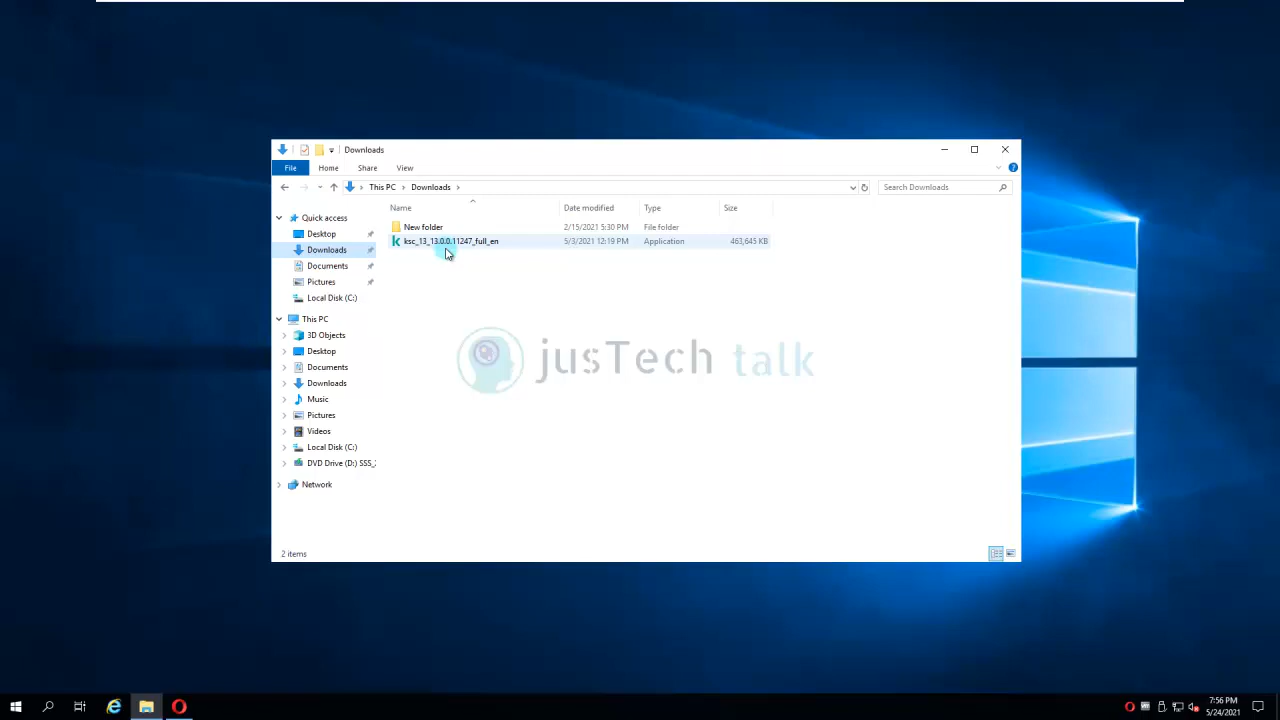 Downloads
File Home Share View
This PC Downloads
Search Downloads
Name Date modified Type Size
New folder 2/15/2021 5:30 PM File folder
ksc_13_13.0.0.11247_full_en 5/3/2021 12:19 PM Application 463,645 KB
Quick access
Desktop
Downloads
Documents
Pictures
Local Disk (C:)
This PC
3D Objects
Desktop
Documents
Downloads
Music
Pictures
Videos
Local Disk (C:)
DVD Drive (D:) SSS_
Network
jusTech talk
2 items
7:56 PM
5/24/2021